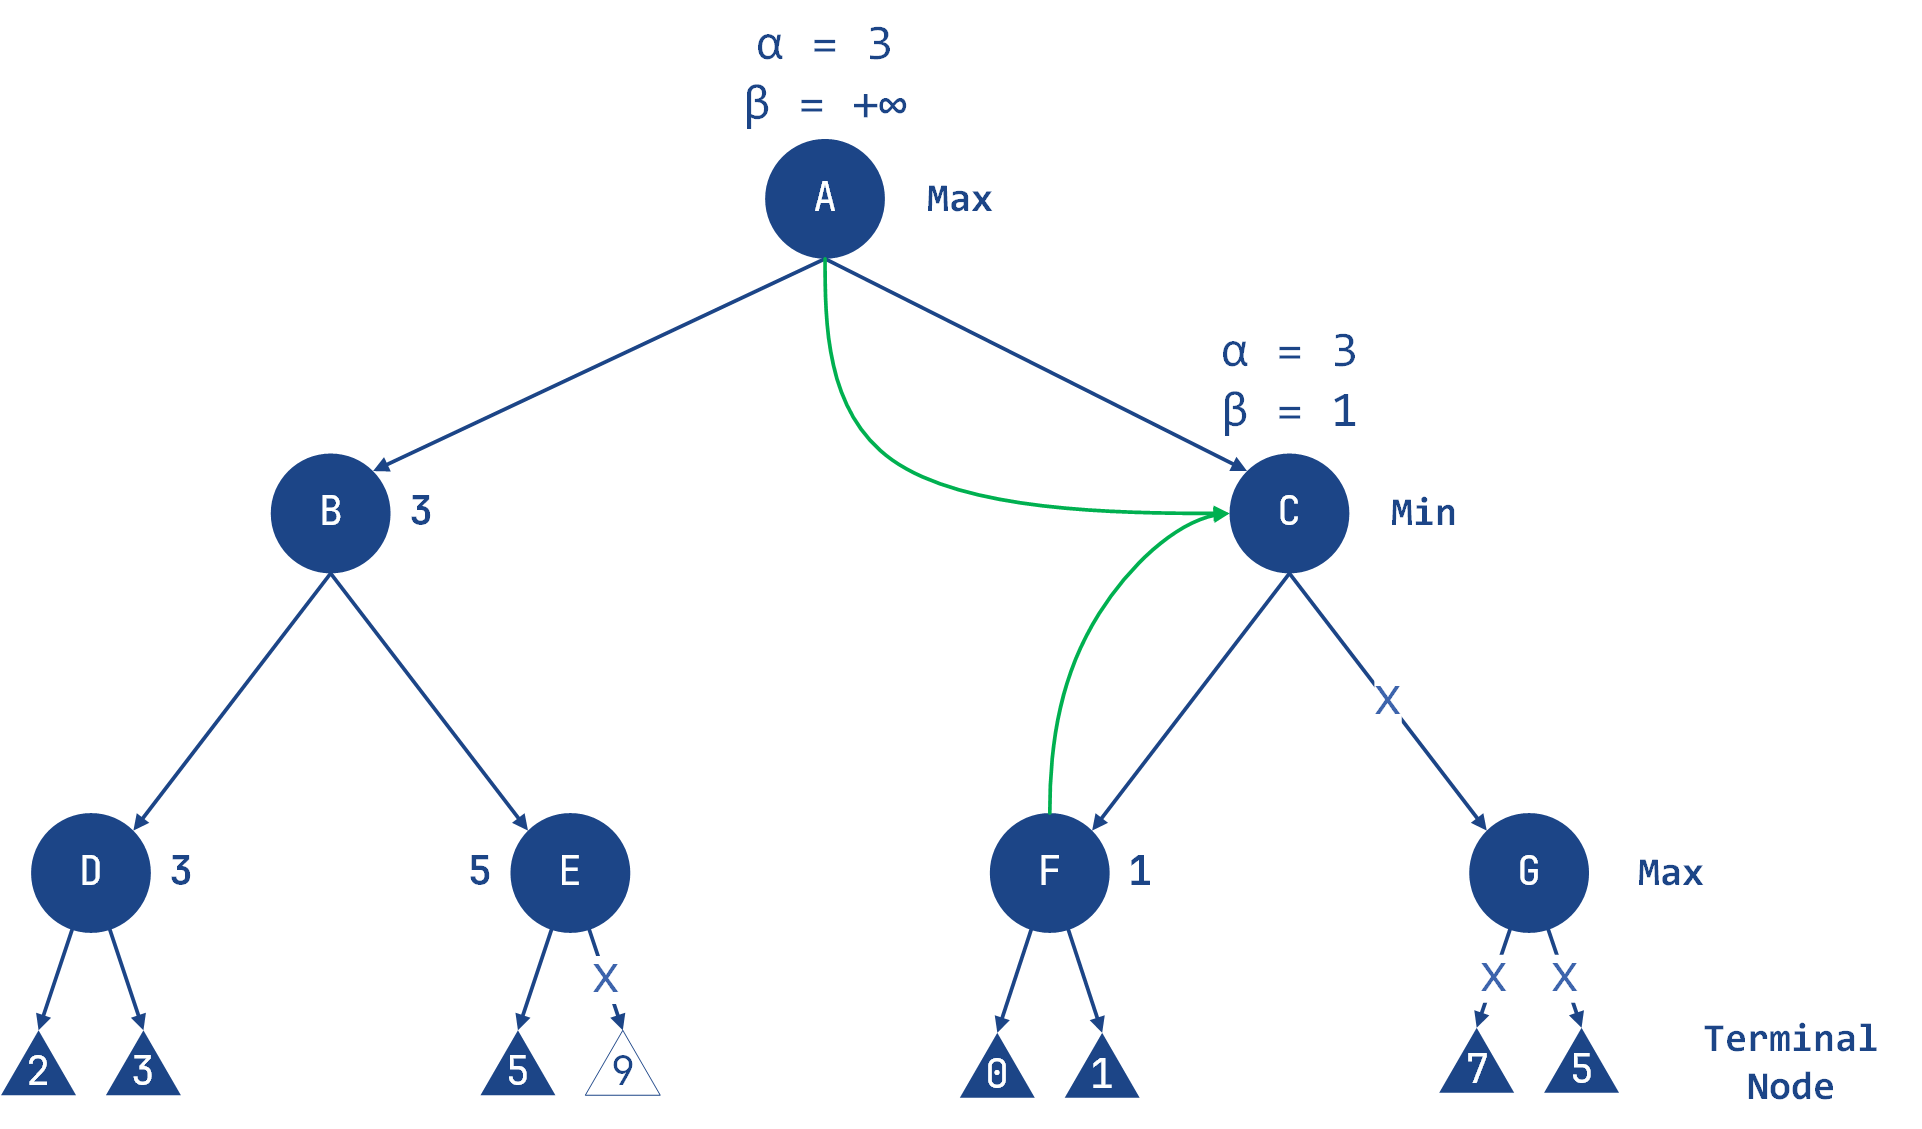 α = 3
β = +∞
A
Max
α = 3
β = 1
B
3
C
Min
X
D
3
5
E
F
1
G
Max
X
X
X
2
3
5
9
0
1
7
5
Terminal
Node